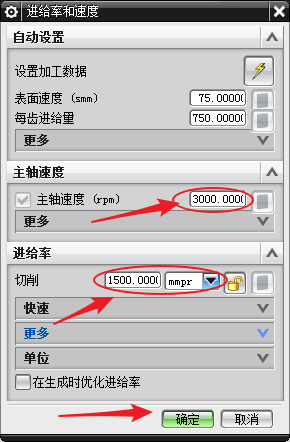 进给率和速度
自动设置
设置加工数据
表面速度 (smm) 75.0000
每齿进给量 750.0000
更多
主轴速度
主轴速度 (rpm) 3000.000
更多
进给率
切削 1500.000 mmpr
快速
更多
单位
在生成时优化进给率
确定 取消